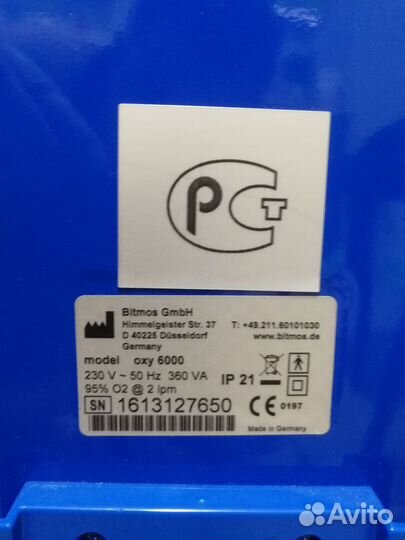 РСТ
Bitmos GmbH
Himmelgeister Str. 37 T: +49.211.60101030
D 40225 Düsseldorf www.bitmos.de
Germany
model oxy 6000
230 V ~ 50 Hz 360 VA IP 21
95% O2 @ 2 lpm
SN 1613127650 CE 0197
Made in Germany
Avito